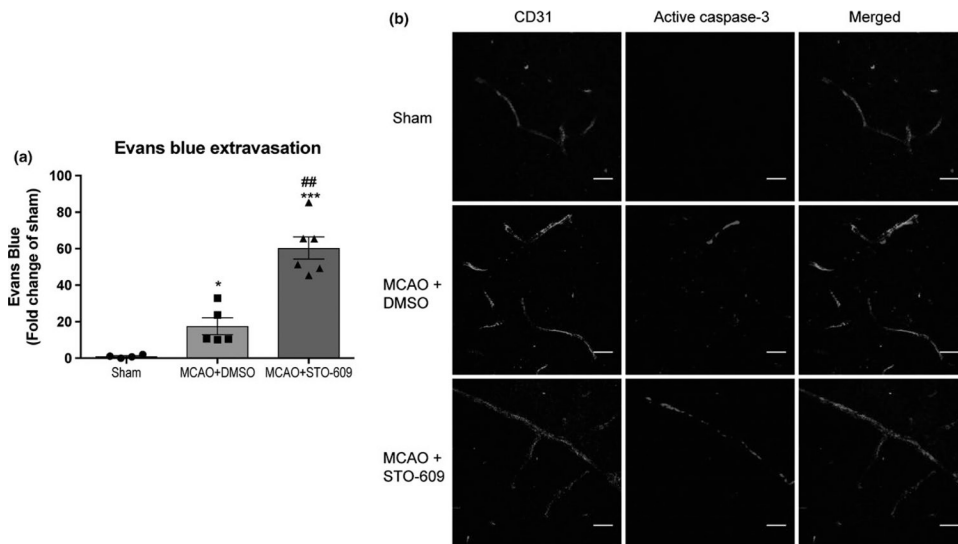 (a)
Evans blue extravasation
Evans Blue
(Fold change of sham)
100
80
60
40
20
0
*
##
***
Sham
MCAO+DMSO
MCAO+STO-609
(b)
CD31
Active caspase-3
Merged
Sham
MCAO +
DMSO
MCAO +
STO-609